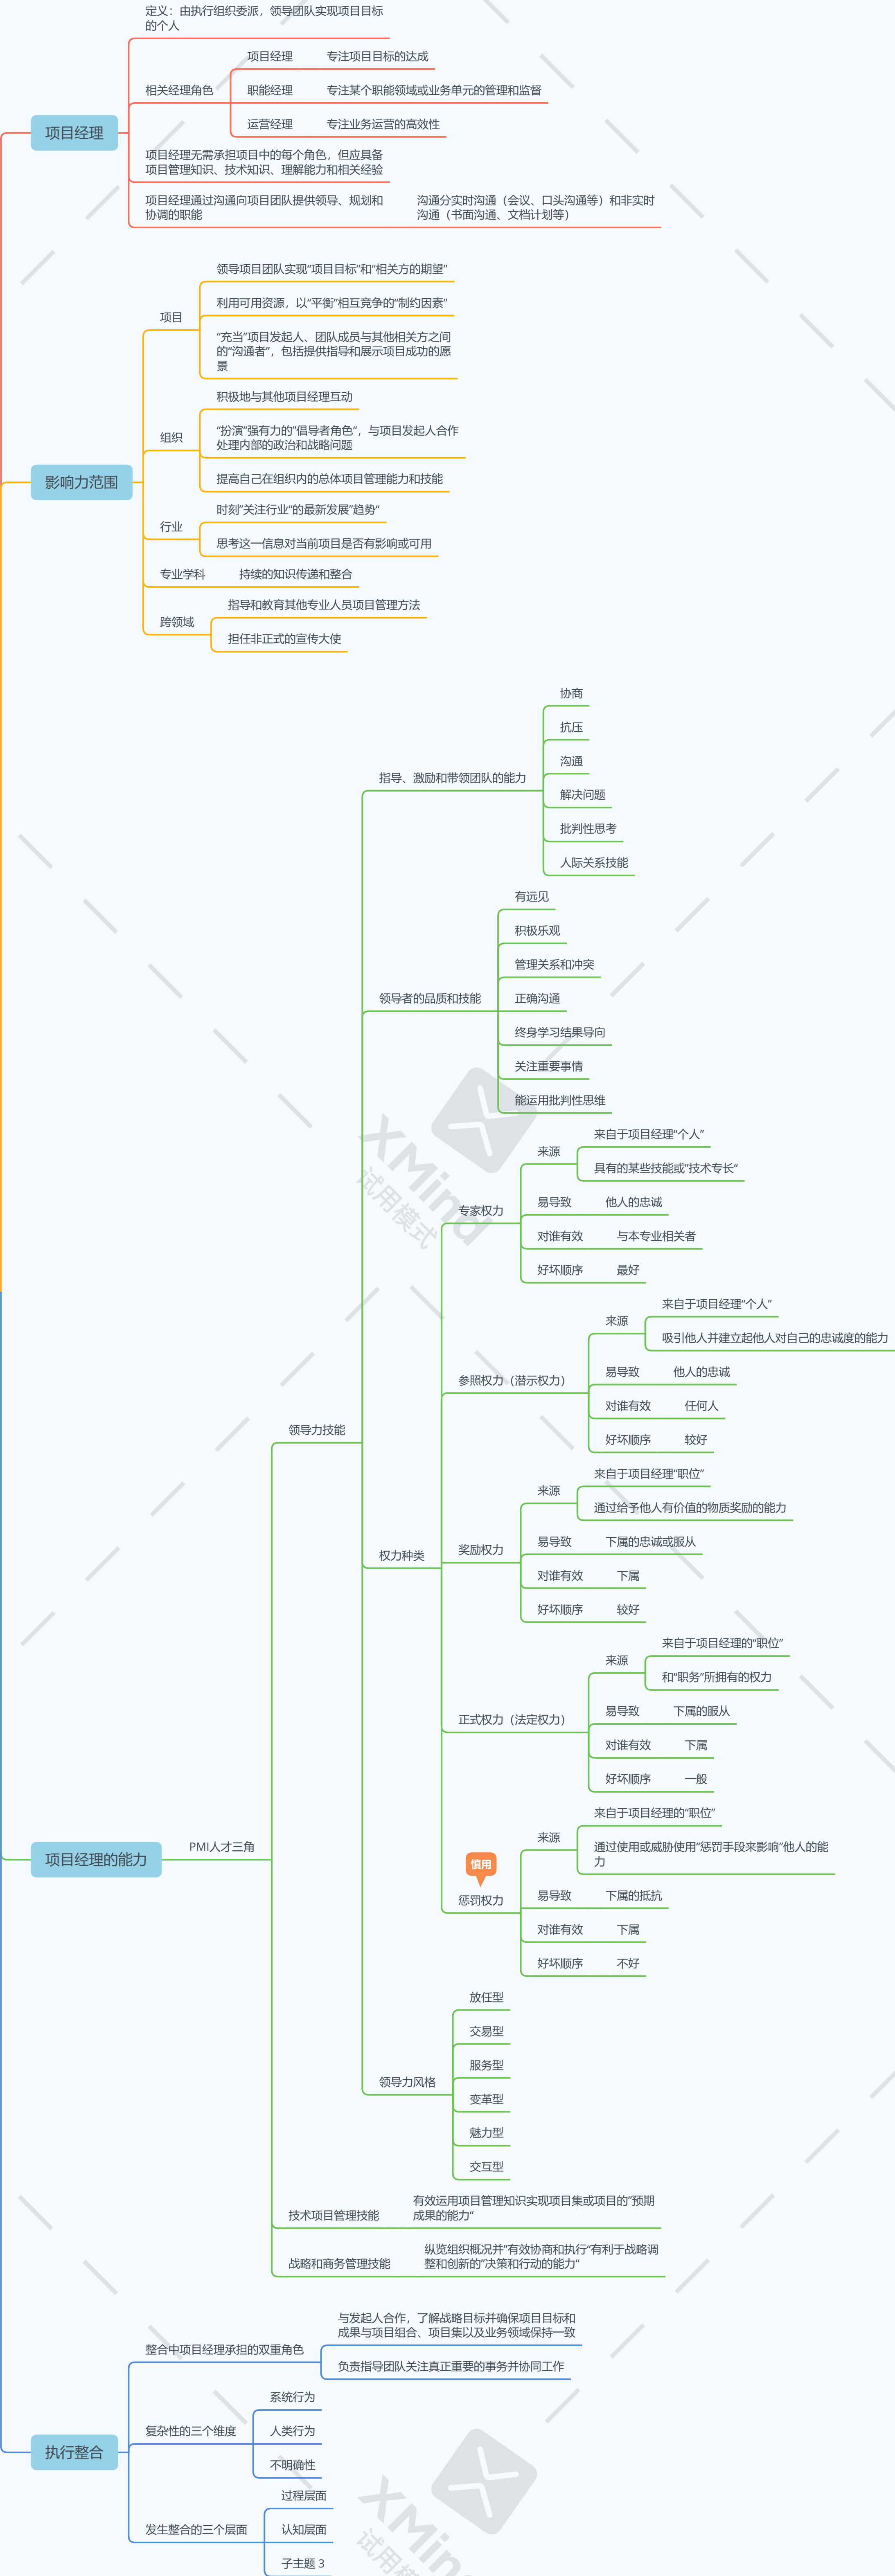 定义：由执行组织委派，领导团队实现项目目标
的个人
项目经理
专注项目目标的达成
相关经理角色
职能经理
专注某个职能领域或业务单元的管理和监督
运营经理
专注业务运营的高效性
项目经理
项目经理无需承担项目中的每个角色，但应具备
项目管理知识、技术知识、理解能力和相关经验
项目经理通过沟通向项目团队提供领导、规划和
协调的职能
沟通分实时沟通（会议、口头沟通等）和非实时
沟通（书面沟通、文档计划等）
领导项目团队实现“项目目标”和“相关方的期望”
项目
利用可用资源，以“平衡”相互竞争的“制约因素”
“充当”项目发起人、团队成员与其他相关方之间
的“沟通者”，包括提供指导和展示项目成功的愿
景
积极地与其他项目经理互动
组织
“扮演“强有力的”倡导者角色“，与项目发起人合作
处理内部的政治和战略问题
影响力范围
提高自己在组织内的总体项目管理能力和技能
时刻”关注行业“的最新发展”趋势“
行业
思考这一信息对当前项目是否有影响或可用
专业学科
持续的知识传递和整合
指导和教育其他专业人员项目管理方法
跨领域
担任非正式的宣传大使
协商
抗压
沟通
指导、激励和带领团队的能力
解决问题
批判性思考
人际关系技能
有远见
积极乐观
管理关系和冲突
领导者的品质和技能
正确沟通
终身学习结果导向
关注重要事情
能运用批判性思维
来自于项目经理“个人”
来源
具有的某些技能或”技术专长“
专家权力
易导致
他人的忠诚
对谁有效
与本专业相关者
好坏顺序
最好
来自于项目经理“个人”
来源
吸引他人并建立起他人对自己的忠诚度的能力
参照权力（潜示权力）
易导致
他人的忠诚
对谁有效
任何人
好坏顺序
较好
领导力技能
来自于项目经理“职位”
来源
通过给予他人有价值的物质奖励的能力
奖励权力
易导致
下属的忠诚或服从
权力种类
对谁有效
下属
好坏顺序
较好
来自于项目经理的“职位”
来源
和“职务”所拥有的权力
正式权力（法定权力）
易导致
下属的服从
对谁有效
下属
好坏顺序
一般
来自于项目经理的“职位”
来源
通过使用或威胁使用“惩罚手段来影响”他人的能
力
项目经理的能力
PMI人才三角
慎用
惩罚权力
易导致
下属的抵抗
对谁有效
下属
好坏顺序
不好
放任型
交易型
服务型
领导力风格
变革型
魅力型
交互型
技术项目管理技能
有效运用项目管理知识实现项目集或项目的”预期
成果的能力“
战略和商务管理技能
纵览组织概况并”有效协商和执行“有利于战略调
整和创新的”决策和行动的能力“
与发起人合作，了解战略目标并确保项目目标和
成果与项目组合、项目集以及业务领域保持一致
整合中项目经理承担的双重角色
负责指导团队关注真正重要的事务并协同工作
系统行为
复杂性的三个维度
人类行为
执行整合
不明确性
过程层面
发生整合的三个层面
认知层面
子主题 3
XMind
试用模式
XMind
试用模式